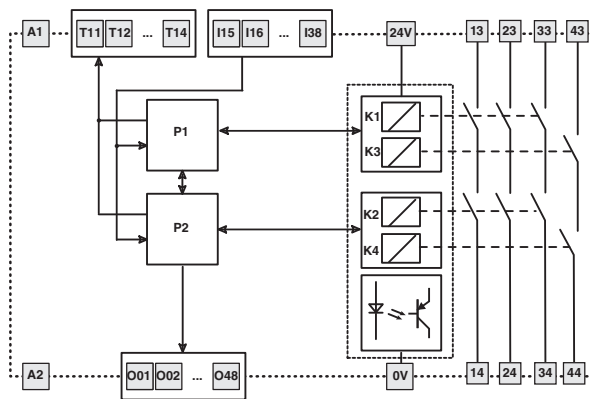 A1 T11 T12 ... T14 I15 I16 ... I38 24V 13 23 33 43
P1 K1
K3
P2 K2
K4
A2 O01 O02 ... O48 0V 14 24 34 44